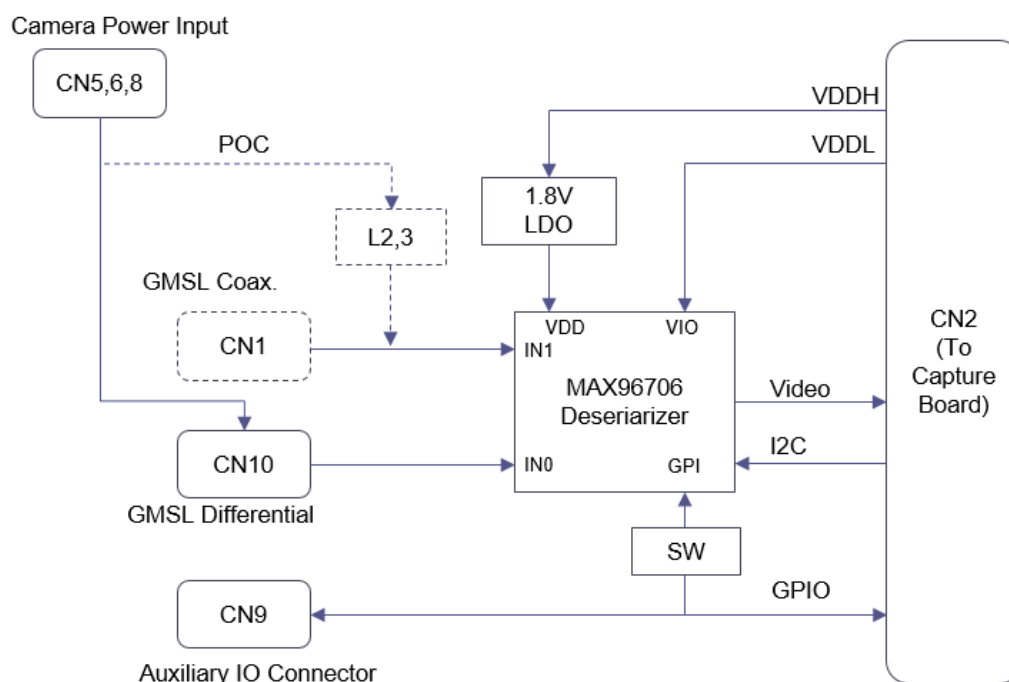 Camera Power Input
CN5,6,8
POC
L2,3
GMSL Coax.
CN1
CN10
GMSL Differential
CN9
Auxiliary IO Connector
VDDH
VDDL
1.8V
LDO
VDD
VIO
IN1
MAX96706
Deseriarizer
IN0
GPI
SW
Video
I2C
GPIO
CN2
(To
Capture
Board)